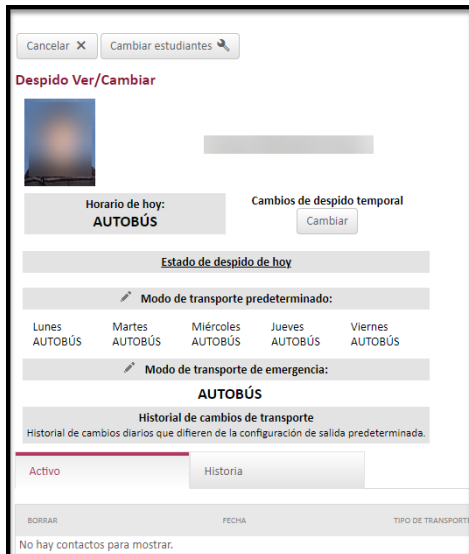 Cancelar ✕ Cambiar estudiantes
Despido Ver/Cambiar
Horario de hoy:
AUTOBÚS
Cambios de despido temporal
Cambiar
Estado de despido de hoy
Modo de transporte predeterminado:
Lunes Martes Miércoles Jueves Viernes
AUTOBÚS AUTOBÚS AUTOBÚS AUTOBÚS AUTOBÚS
Modo de transporte de emergencia:
AUTOBÚS
Historial de cambios de transporte
Historial de cambios diarios que difieren de la configuración de salida predeterminada.
Activo Historia
BORRAR FECHA TIPO DE TRANSPORTE
No hay contactos para mostrar.